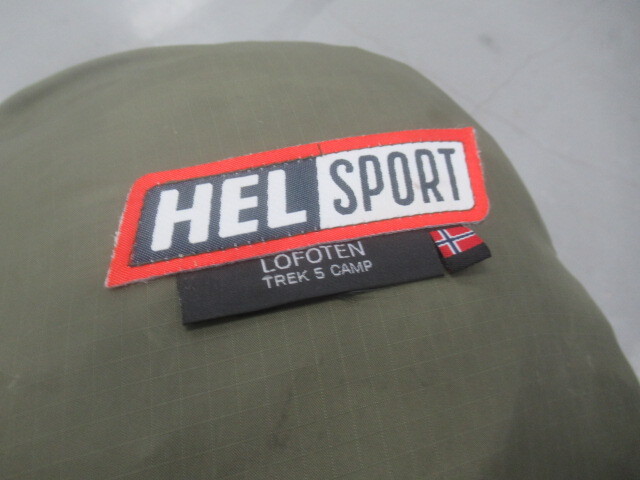 HEL SPORT
LOFOTEN
TREK 5 CAMP